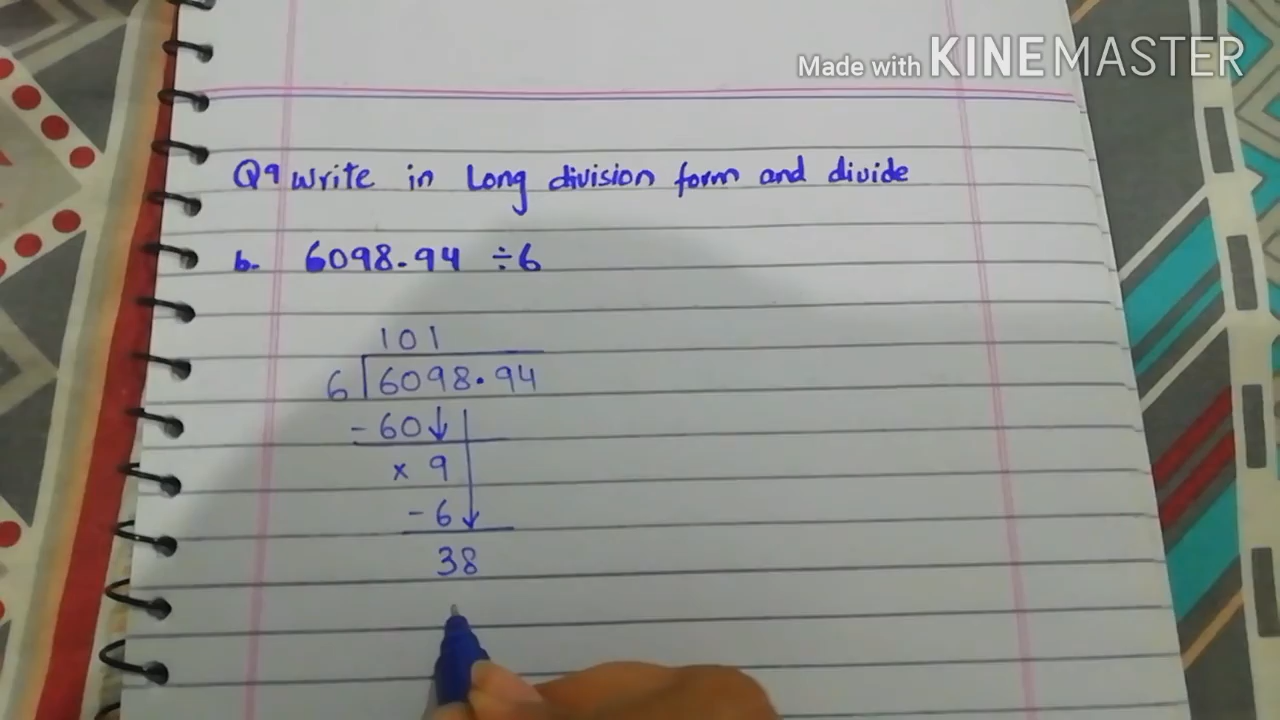 Made with KINEMASTER
Q9 Write in Long division form and divide
b. 6098.94 ÷6
101
6 6098.94
- 60↓
× 9
- 6↓
38